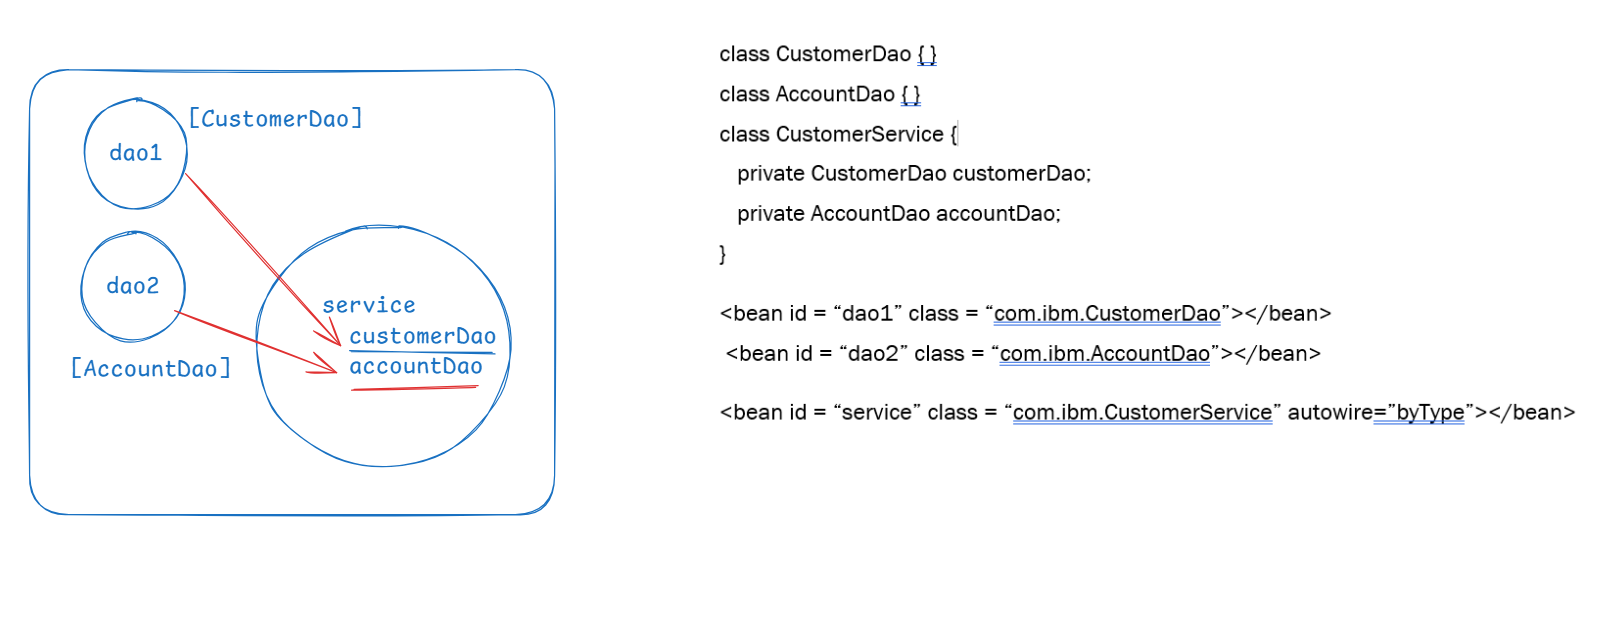 [CustomerDao]
dao1
dao2
[AccountDao]
service
customerDao
accountDao
class CustomerDao { }
class AccountDao { }
class CustomerService {
private CustomerDao customerDao;
private AccountDao accountDao;
}
<bean id = “dao1” class = “com.ibm.CustomerDao”></bean>
<bean id = “dao2” class = “com.ibm.AccountDao”></bean>
<bean id = “service” class = “com.ibm.CustomerService” autowire=”byType”></bean>